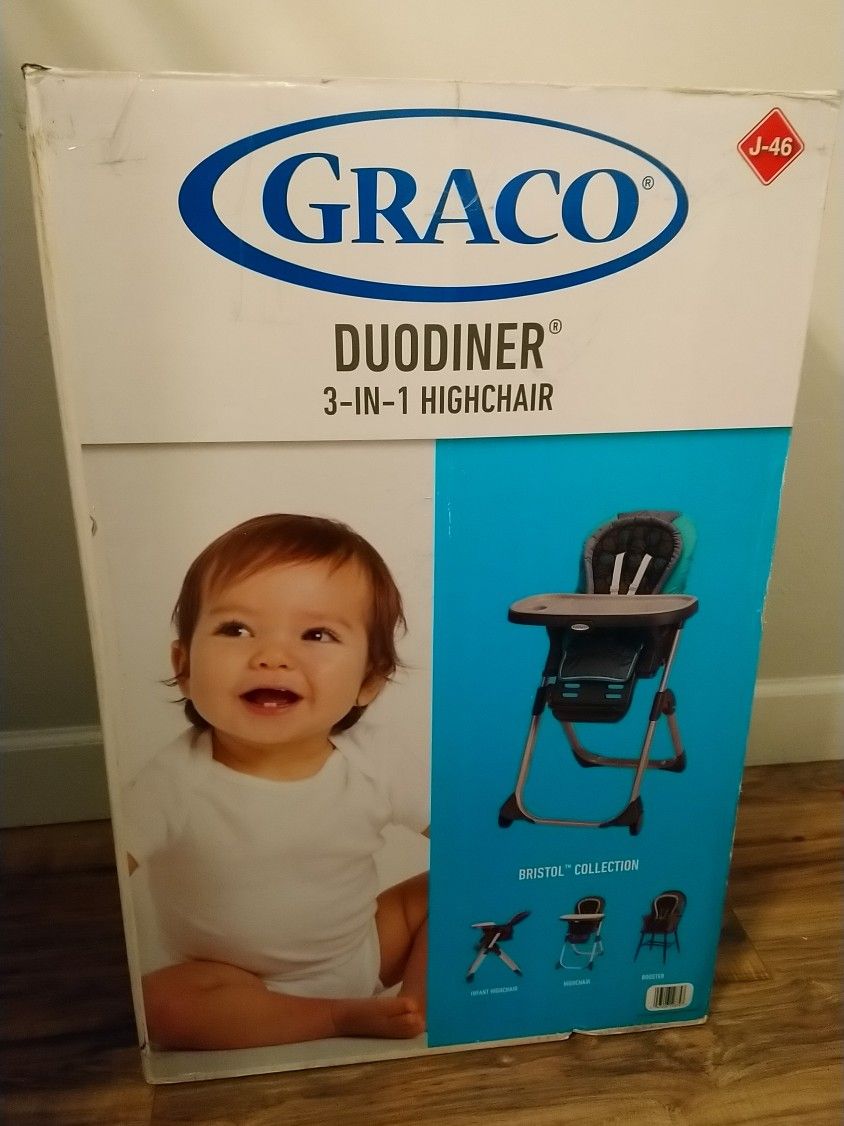 GRACO®
J-46
DUODINER®
3-IN-1 HIGHCHAIR
BRISTOL™ COLLECTION
INFANT HIGHCHAIR
HIGHCHAIR
BOOSTER